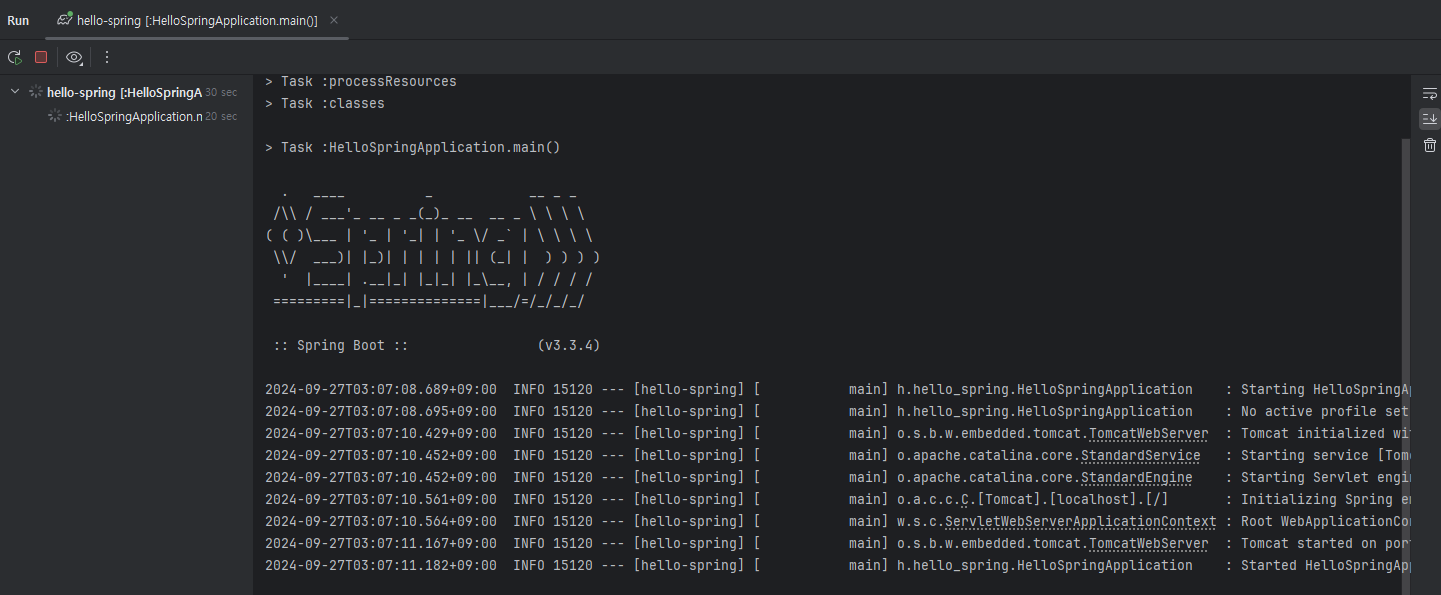 Run hello-spring [:HelloSpringApplication.main()]
hello-spring [:HelloSpringA 30 sec
:HelloSpringApplication.m 20 sec
> Task :processResources
> Task :classes
> Task :HelloSpringApplication.main()
  .   ____          _            __ _ _
 /\\ / ___'_ __ _ _(_)_ __  __ _ \ \ \ \
( ( )\___ | '_ | '_| | '_ \/ _` | \ \ \ \
 \\/  ___)| |_)| | | | | || (_| |  ) ) ) )
  '  |____| .__|_| |_|_| |_\__, | / / / /
 =========|_|==============|___/=/_/_/_/
 :: Spring Boot ::                (v3.3.4)
2024-09-27T03:07:08.689+09:00  INFO 15120 --- [hello-spring] [           main] h.hello_spring.HelloSpringApplication    : Starting HelloSpringAp
2024-09-27T03:07:08.695+09:00  INFO 15120 --- [hello-spring] [           main] h.hello_spring.HelloSpringApplication    : No active profile set
2024-09-27T03:07:10.429+09:00  INFO 15120 --- [hello-spring] [           main] o.s.b.w.embedded.tomcat.TomcatWebServer  : Tomcat initialized wi
2024-09-27T03:07:10.452+09:00  INFO 15120 --- [hello-spring] [           main] o.apache.catalina.core.StandardService   : Starting service [Tom
2024-09-27T03:07:10.452+09:00  INFO 15120 --- [hello-spring] [           main] o.apache.catalina.core.StandardEngine    : Starting Servlet engi
2024-09-27T03:07:10.561+09:00  INFO 15120 --- [hello-spring] [           main] o.a.c.c.C.[Tomcat].[localhost].[/]       : Initializing Spring e
2024-09-27T03:07:10.564+09:00  INFO 15120 --- [hello-spring] [           main] w.s.c.ServletWebServerApplicationContext : Root WebApplicationCo
2024-09-27T03:07:11.167+09:00  INFO 15120 --- [hello-spring] [           main] o.s.b.w.embedded.tomcat.TomcatWebServer  : Tomcat started on por
2024-09-27T03:07:11.182+09:00  INFO 15120 --- [hello-spring] [           main] h.hello_spring.HelloSpringApplication    : Started HelloSpringAp